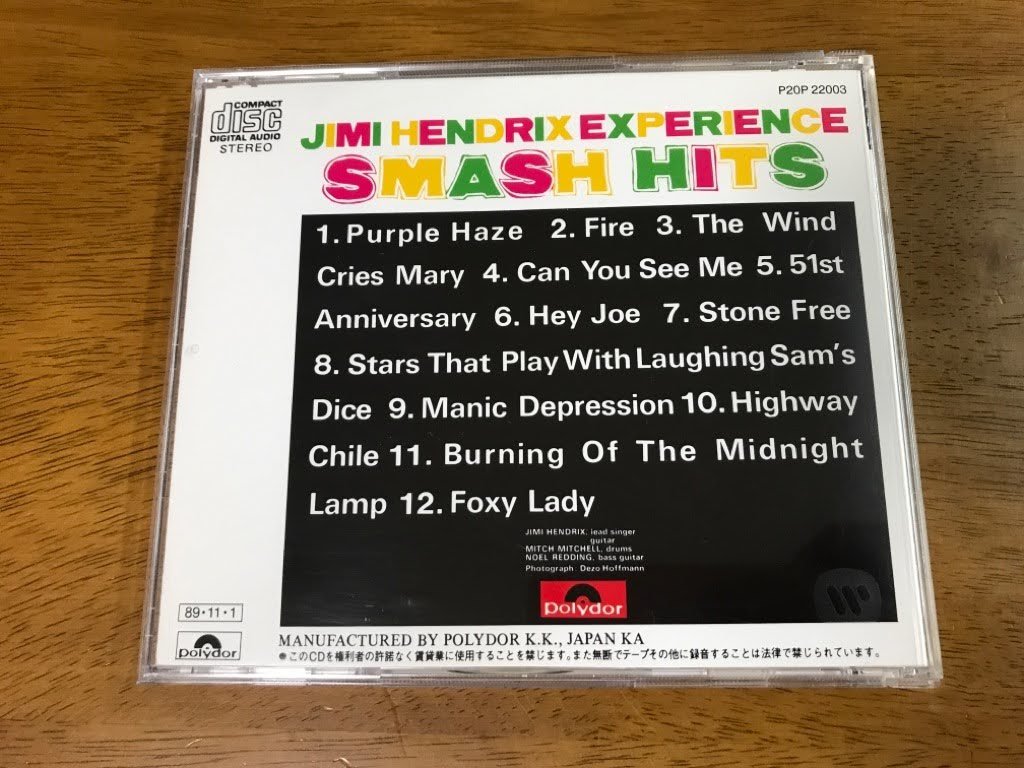 COMPACT
disc
DIGITAL AUDIO
STEREO
P20P 22003
JIMI HENDRIX EXPERIENCE
SMASH HITS
1. Purple Haze 2. Fire 3. The Wind
Cries Mary 4. Can You See Me 5. 51st
Anniversary 6. Hey Joe 7. Stone Free
8. Stars That Play With Laughing Sam's
Dice 9. Manic Depression 10. Highway
Chile 11. Burning Of The Midnight
Lamp 12. Foxy Lady
JIMI HENDRIX, lead singer
guitar
MITCH MITCHELL, drums
NOEL REDDING, bass guitar
Photograph: Dezo Hoffmann
polydor
89・11・1
polydor
MANUFACTURED BY POLYDOR K.K., JAPAN KA
●このCDを権利者の許諾なく賃貸業に使用することを禁じます。また無断でテープその他に録音することは法律で禁じられています。